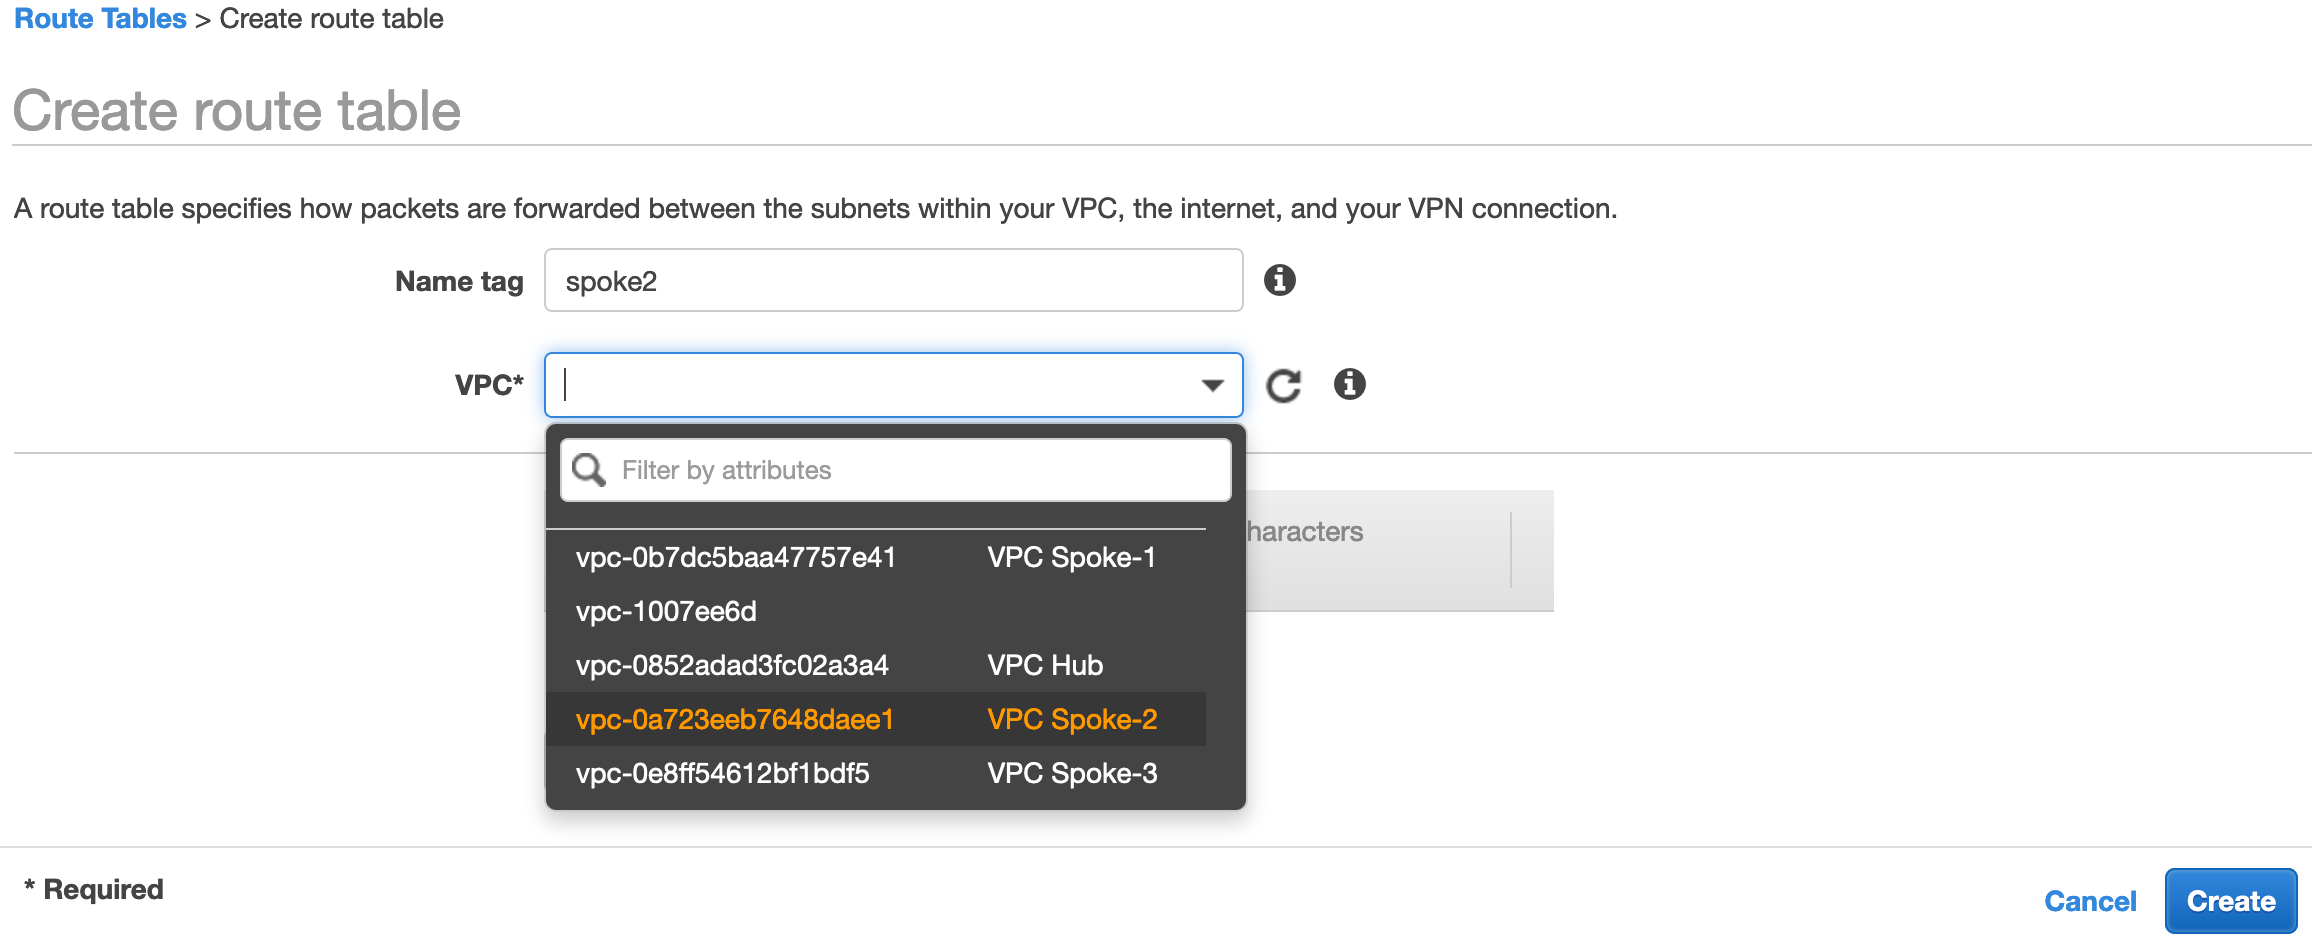 Route Tables > Create route table
Create route table
A route table specifies how packets are forwarded between the subnets within your VPC, the internet, and your VPN connection.
Name tag spoke2
VPC*
Filter by attributes
haracters
vpc-0b7dc5baa47757e41 VPC Spoke-1
vpc-1007ee6d
vpc-0852adad3fc02a3a4 VPC Hub
vpc-0a723eeb7648daee1 VPC Spoke-2
vpc-0e8ff54612bf1bdf5 VPC Spoke-3
* Required
Cancel Create